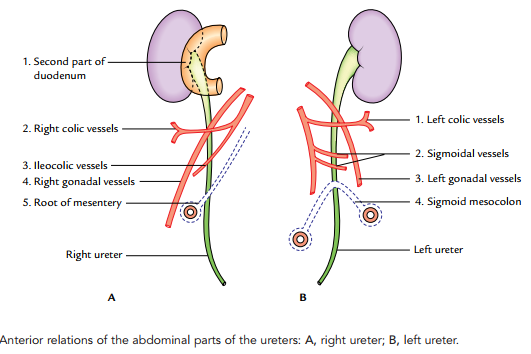 1. Second part of
duodenum
2. Right colic vessels
3. Ileocolic vessels
4. Right gonadal vessels
5. Root of mesentery
Right ureter
A
1. Left colic vessels
2. Sigmoidal vessels
3. Left gonadal vessels
4. Sigmoid mesocolon
Left ureter
B
Anterior relations of the abdominal parts of the ureters: A, right ureter; B, left ureter.